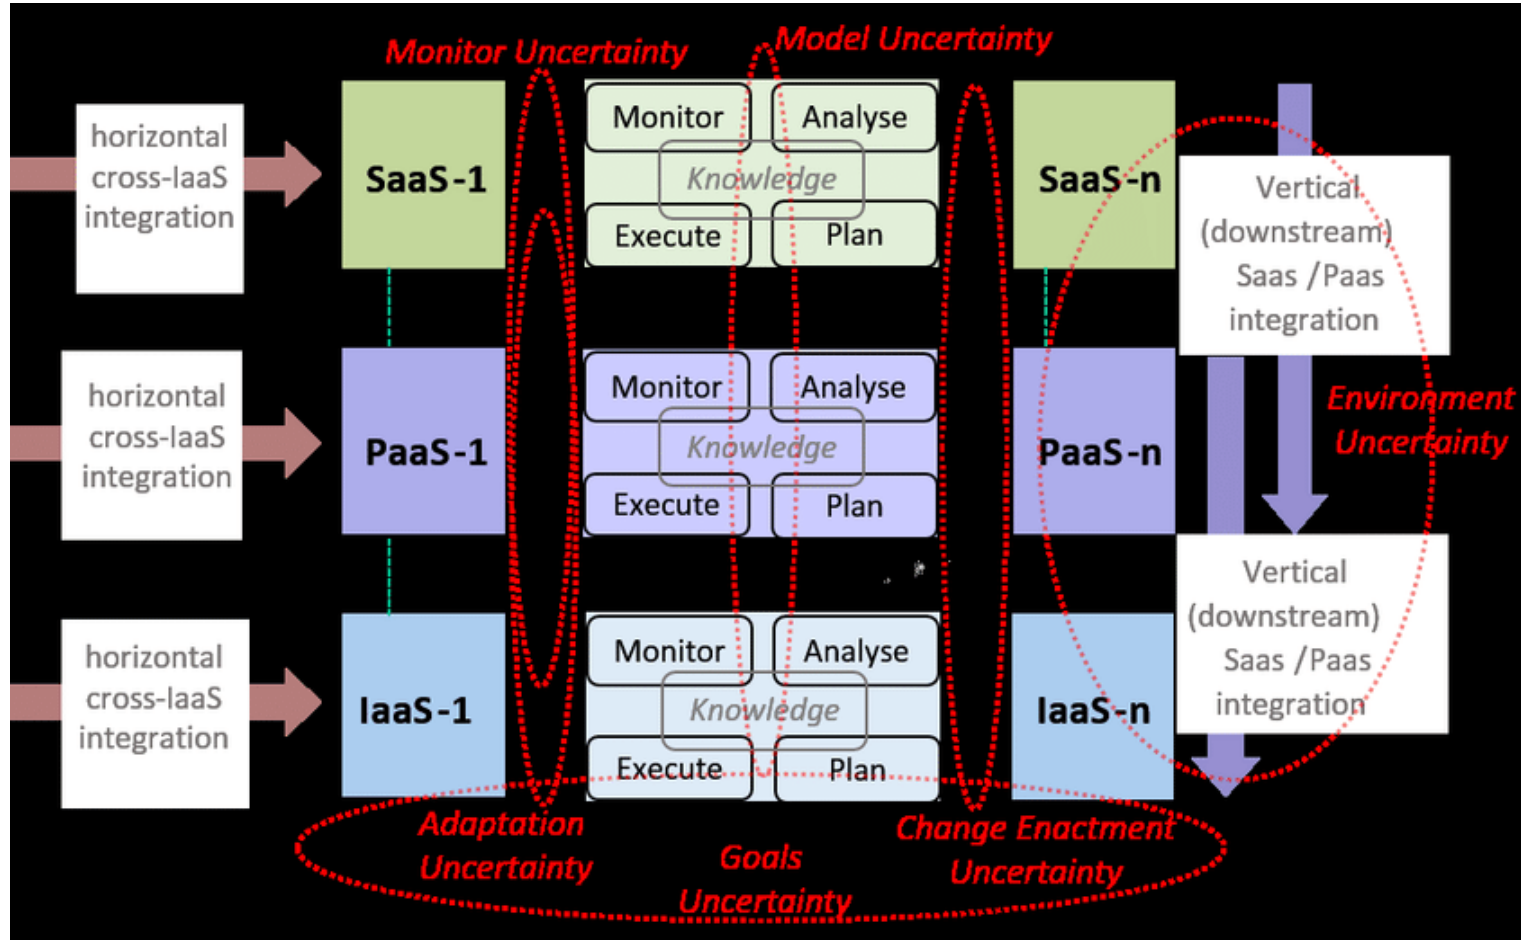 Monitor Uncertainty
Model Uncertainty
horizontal
cross-IaaS
integration
SaaS-1
Monitor
Analyse
Knowledge
Execute
Plan
SaaS-n
Vertical
(downstream)
Saas /Paas
integration
horizontal
cross-IaaS
integration
PaaS-1
Monitor
Analyse
Knowledge
Execute
Plan
PaaS-n
Environment
Uncertainty
horizontal
cross-IaaS
integration
IaaS-1
Monitor
Analyse
Knowledge
Execute
Plan
IaaS-n
Vertical
(downstream)
Saas /Paas
integration
Adaptation
Uncertainty
Goals
Uncertainty
Change Enactment
Uncertainty